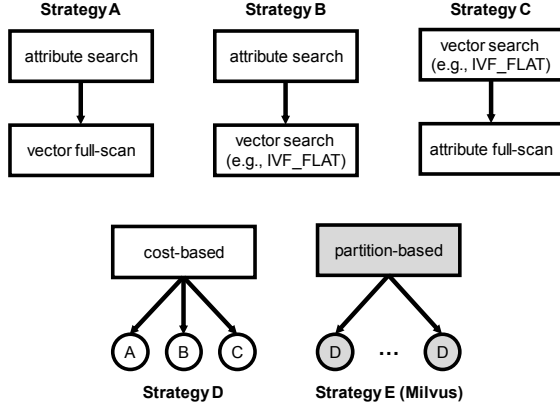 Strategy A
Strategy B
Strategy C
attribute search
attribute search
vector search
(e.g., IVF_FLAT)
vector full-scan
vector search
(e.g., IVF_FLAT)
attribute full-scan
cost-based
partition-based
A
B
C
D
...
D
Strategy D
Strategy E (Milvus)